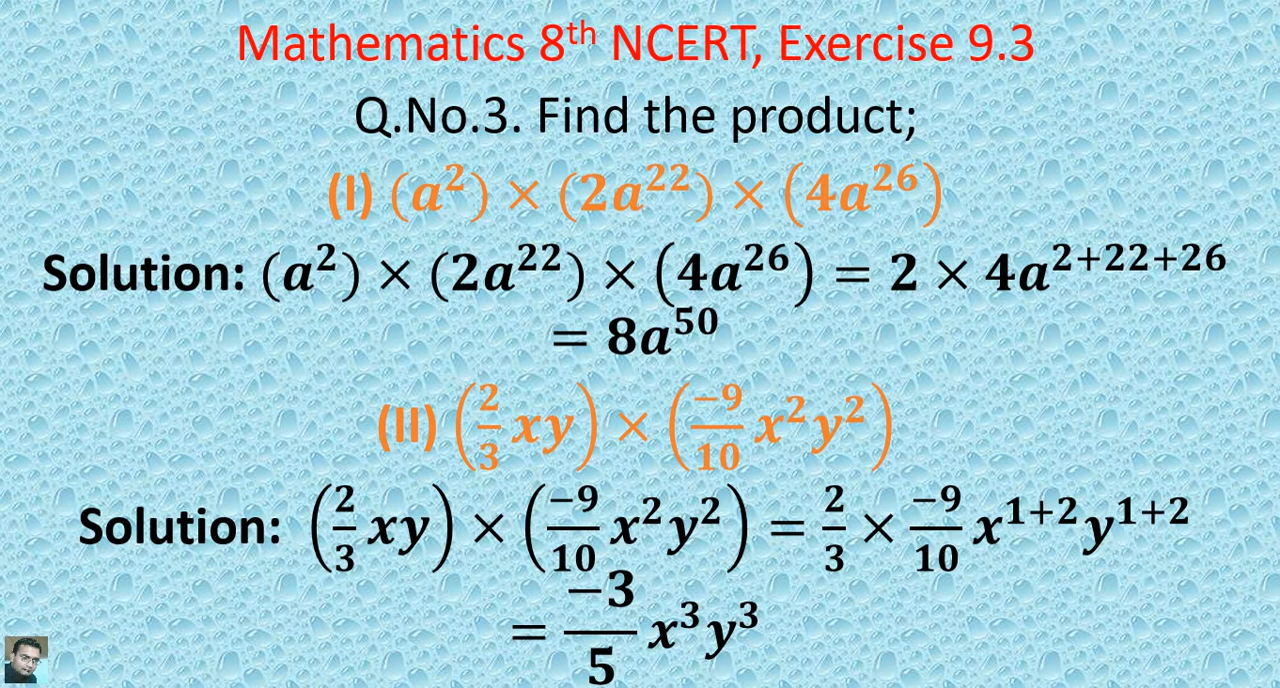 Mathematics 8ᵗʰ NCERT, Exercise 9.3
Q.No.3. Find the product;
(I) (a²) × (2a²²) × (4a²⁶)
Solution: (a²) × (2a²²) × (4a²⁶) = 2 × 4a²⁺²²⁺²⁶
= 8a⁵⁰
(II) (2/3 xy) × (−9/10 x²y²)
Solution: (2/3 xy) × (−9/10 x²y²) = 2/3 × −9/10 x¹⁺²y¹⁺²
= −3/5 x³y³